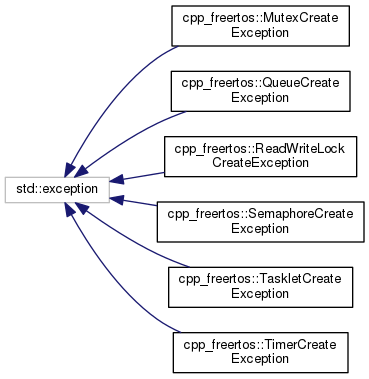 cpp_freertos::MutexCreate
Exception
cpp_freertos::QueueCreate
Exception
cpp_freertos::ReadWriteLock
CreateException
std::exception
cpp_freertos::SemaphoreCreate
Exception
cpp_freertos::TaskletCreate
Exception
cpp_freertos::TimerCreate
Exception